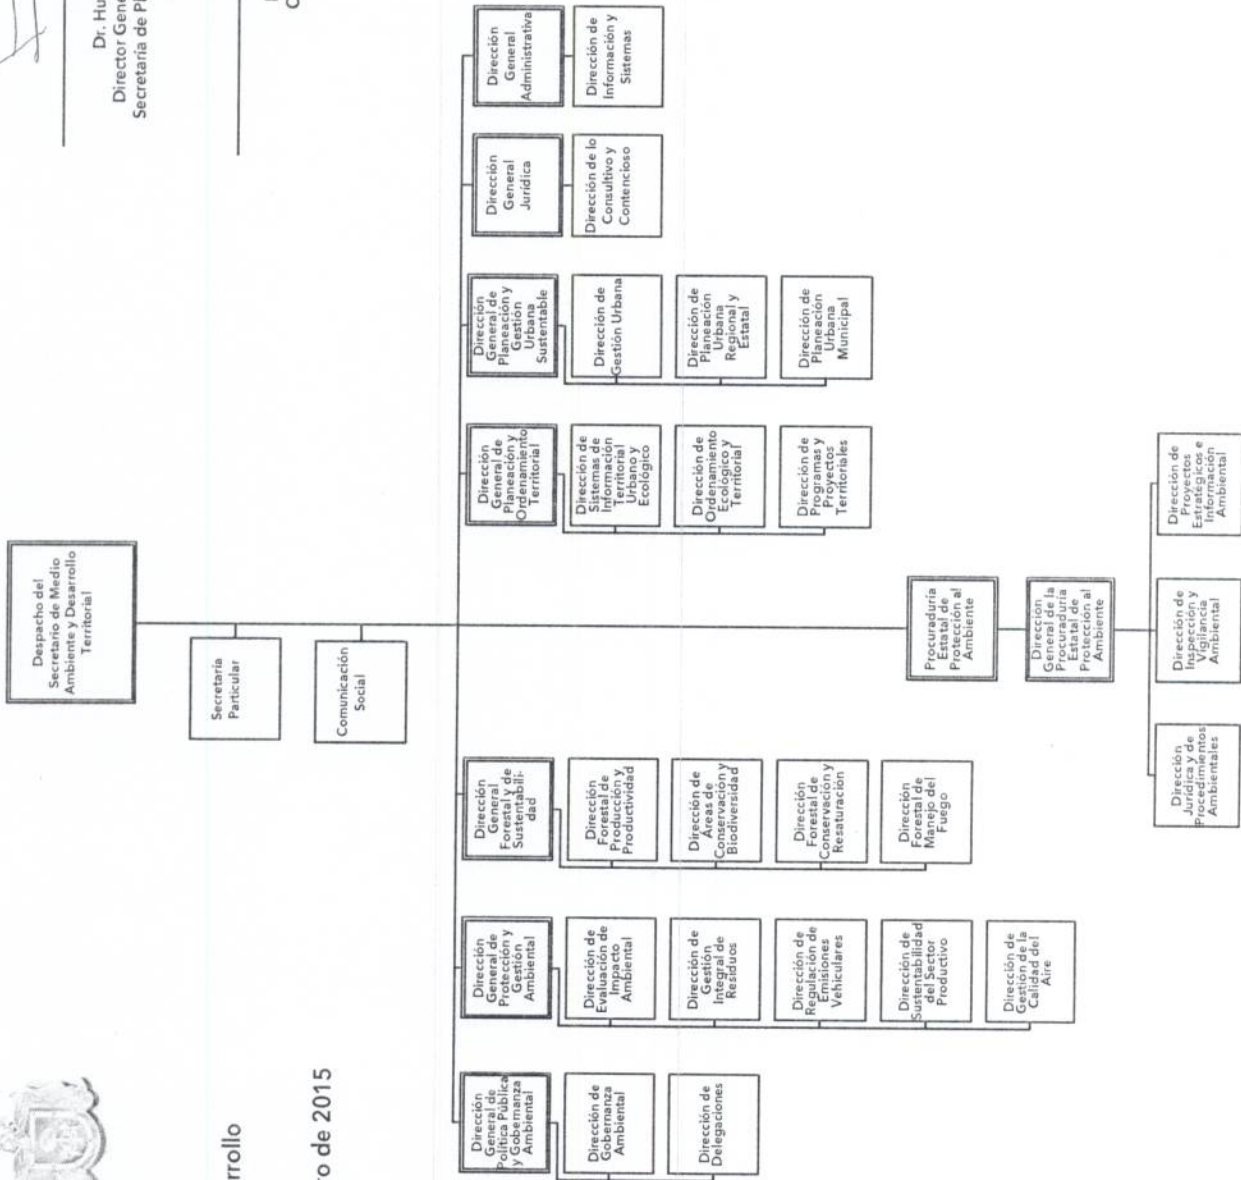 Dr. Hu
Director Gene
Secretaría de Pl
rrollo
ro de 2015
Despacho del
Secretario de Medio
Ambiente y Desarrollo
Territorial
Secretaría
Particular
Comunicación
Social
Dirección
General de
Política Pública
y Gobernanza
Ambiental
Dirección de
Gobernanza
Ambiental
Dirección de
Delegaciones
Dirección
General de
Protección y
Gestión
Ambiental
Dirección de
Evaluación de
Impacto
Ambiental
Dirección de
Gestión
Integral de
Residuos
Dirección de
Regulación de
Emisiones
Vehiculares
Dirección de
Sustentabilidad
del Sector
Productivo
Dirección de
Gestión de la
Calidad del
Aire
Dirección
General
Forestal y de
Sustentabili-
dad
Dirección
Forestal de
Producción y
Productividad
Dirección de
Áreas de
Conservación y
Biodiversidad
Dirección
Forestal de
Conservación y
Resaturación
Dirección
Forestal de
Manejo del
Fuego
Dirección
General de
Planeación y
Ordenamiento
Territorial
Dirección de
Sistemas de
Información
Territorial
Urbano y
Ecológico
Dirección de
Ordenamiento
Ecológico y
Territorial
Dirección de
Programas y
Proyectos
Territoriales
Dirección
General de
Planeación y
Gestión
Urbana
Sustentable
Dirección de
Gestión Urbana
Dirección de
Planeación
Urbana
Regional y
Estatal
Dirección de
Planeación
Urbana
Municipal
Dirección
General
Jurídica
Dirección de lo
Consultivo y
Contencioso
Dirección
General
Administrativa
Dirección de
Información y
Sistemas
Procuraduría
Estatal de
Protección al
Ambiente
Dirección
General de la
Procuraduría
Estatal de
Protección al
Ambiente
Dirección
Jurídica y de
Procedimientos
Ambientales
Dirección de
Inspección y
Vigilancia
Ambiental
Dirección de
Proyectos
Estratégicos e
Información
Ambiental